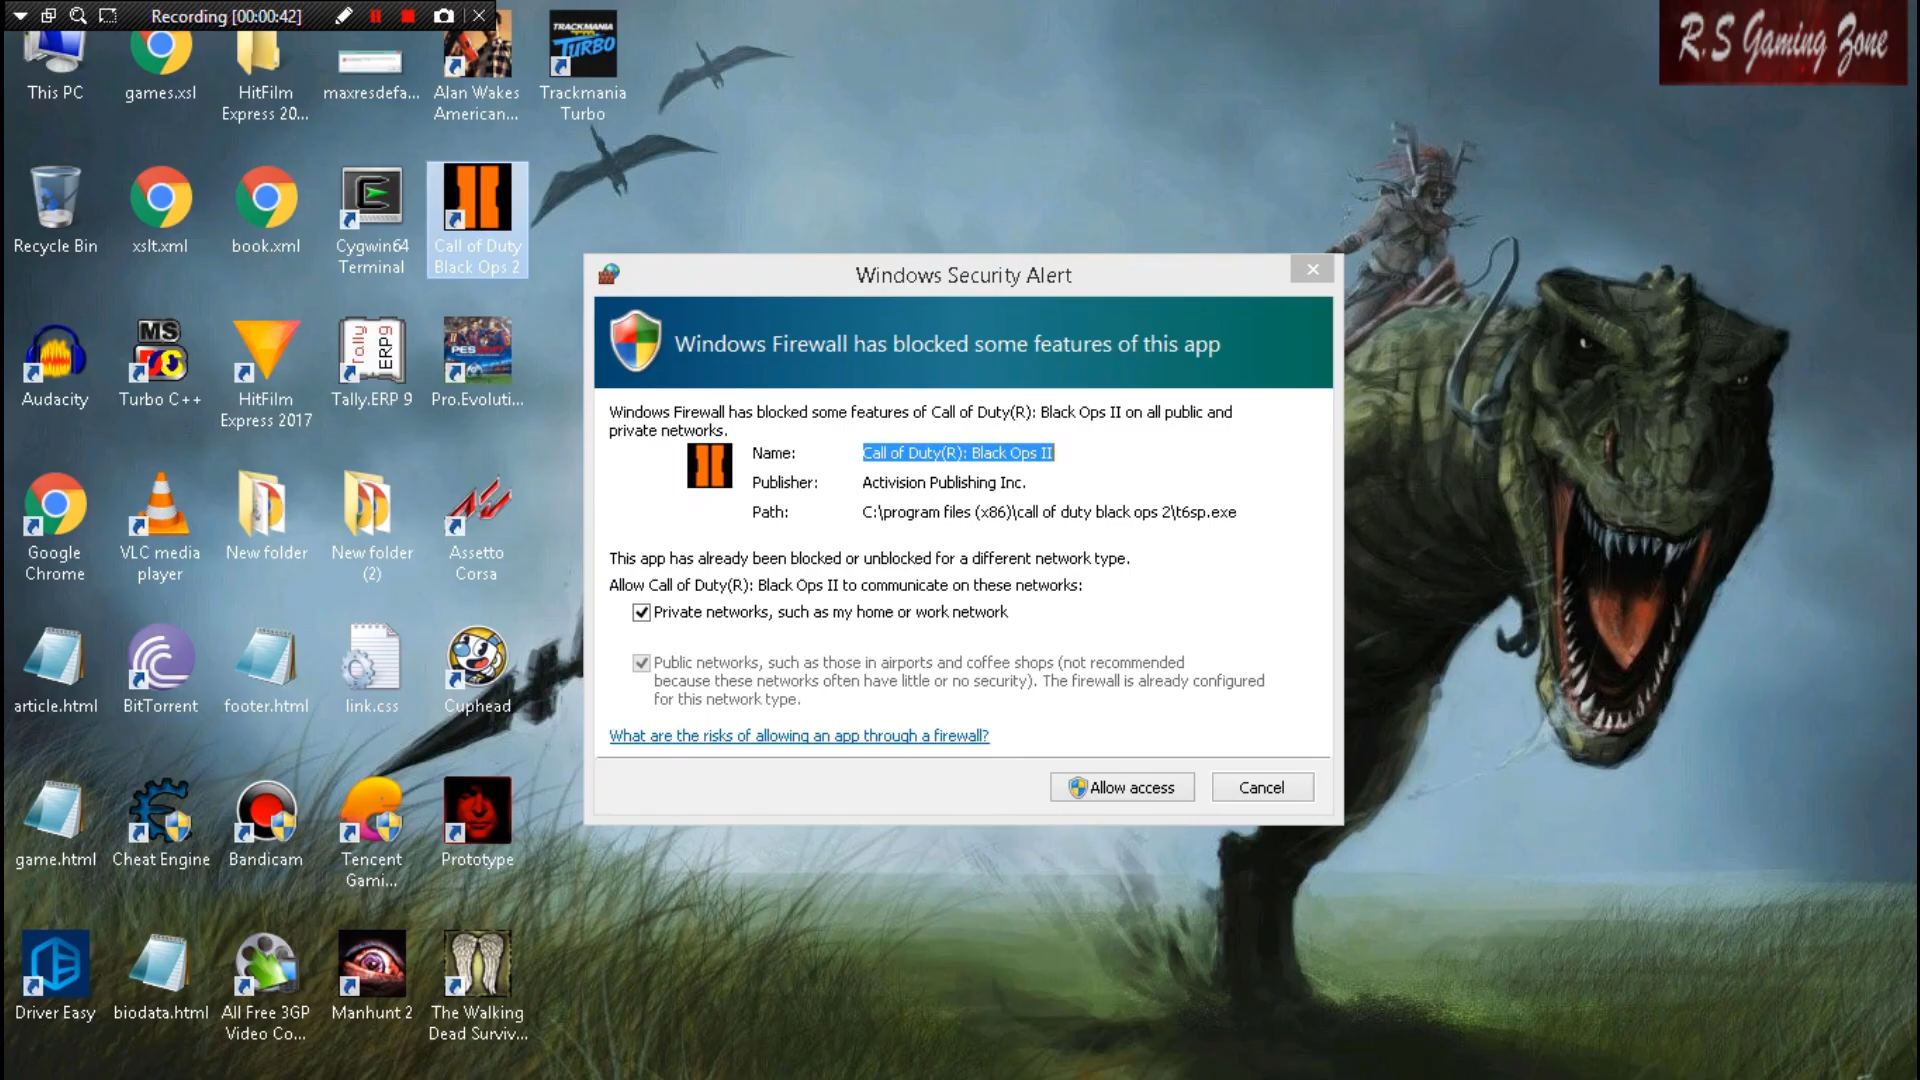 Recording [00:00:42]
R.S Gaming Zone
This PC
games.xsl
HitFilm
Express 20...
maxresdefa...
Alan Wakes
American...
TRACKMANIA
TURBO
Trackmania
Turbo
Recycle Bin
xslt.xml
book.xml
Cygwin64
Terminal
Call of Duty
Black Ops 2
Audacity
MS
DOS
Turbo C++
HitFilm
Express 2017
Tally
ERP9
Tally.ERP 9
Pro.Evoluti...
Google
Chrome
VLC media
player
New folder
New folder
(2)
Assetto
Corsa
article.html
BitTorrent
footer.html
link.css
Cuphead
game.html
Cheat Engine
Bandicam
Tencent
Gami...
Prototype
Driver Easy
biodata.html
All Free 3GP
Video Co...
Manhunt 2
The Walking
Dead Surviv...
Windows Security Alert
Windows Firewall has blocked some features of this app
Windows Firewall has blocked some features of Call of Duty(R): Black Ops II on all public and
private networks.
Name: Call of Duty(R): Black Ops II
Publisher: Activision Publishing Inc.
Path: C:\program files (x86)\call of duty black ops 2\t6sp.exe
This app has already been blocked or unblocked for a different network type.
Allow Call of Duty(R): Black Ops II to communicate on these networks:
Private networks, such as my home or work network
Public networks, such as those in airports and coffee shops (not recommended
because these networks often have little or no security). The firewall is already configured
for this network type.
What are the risks of allowing an app through a firewall?
Allow access
Cancel